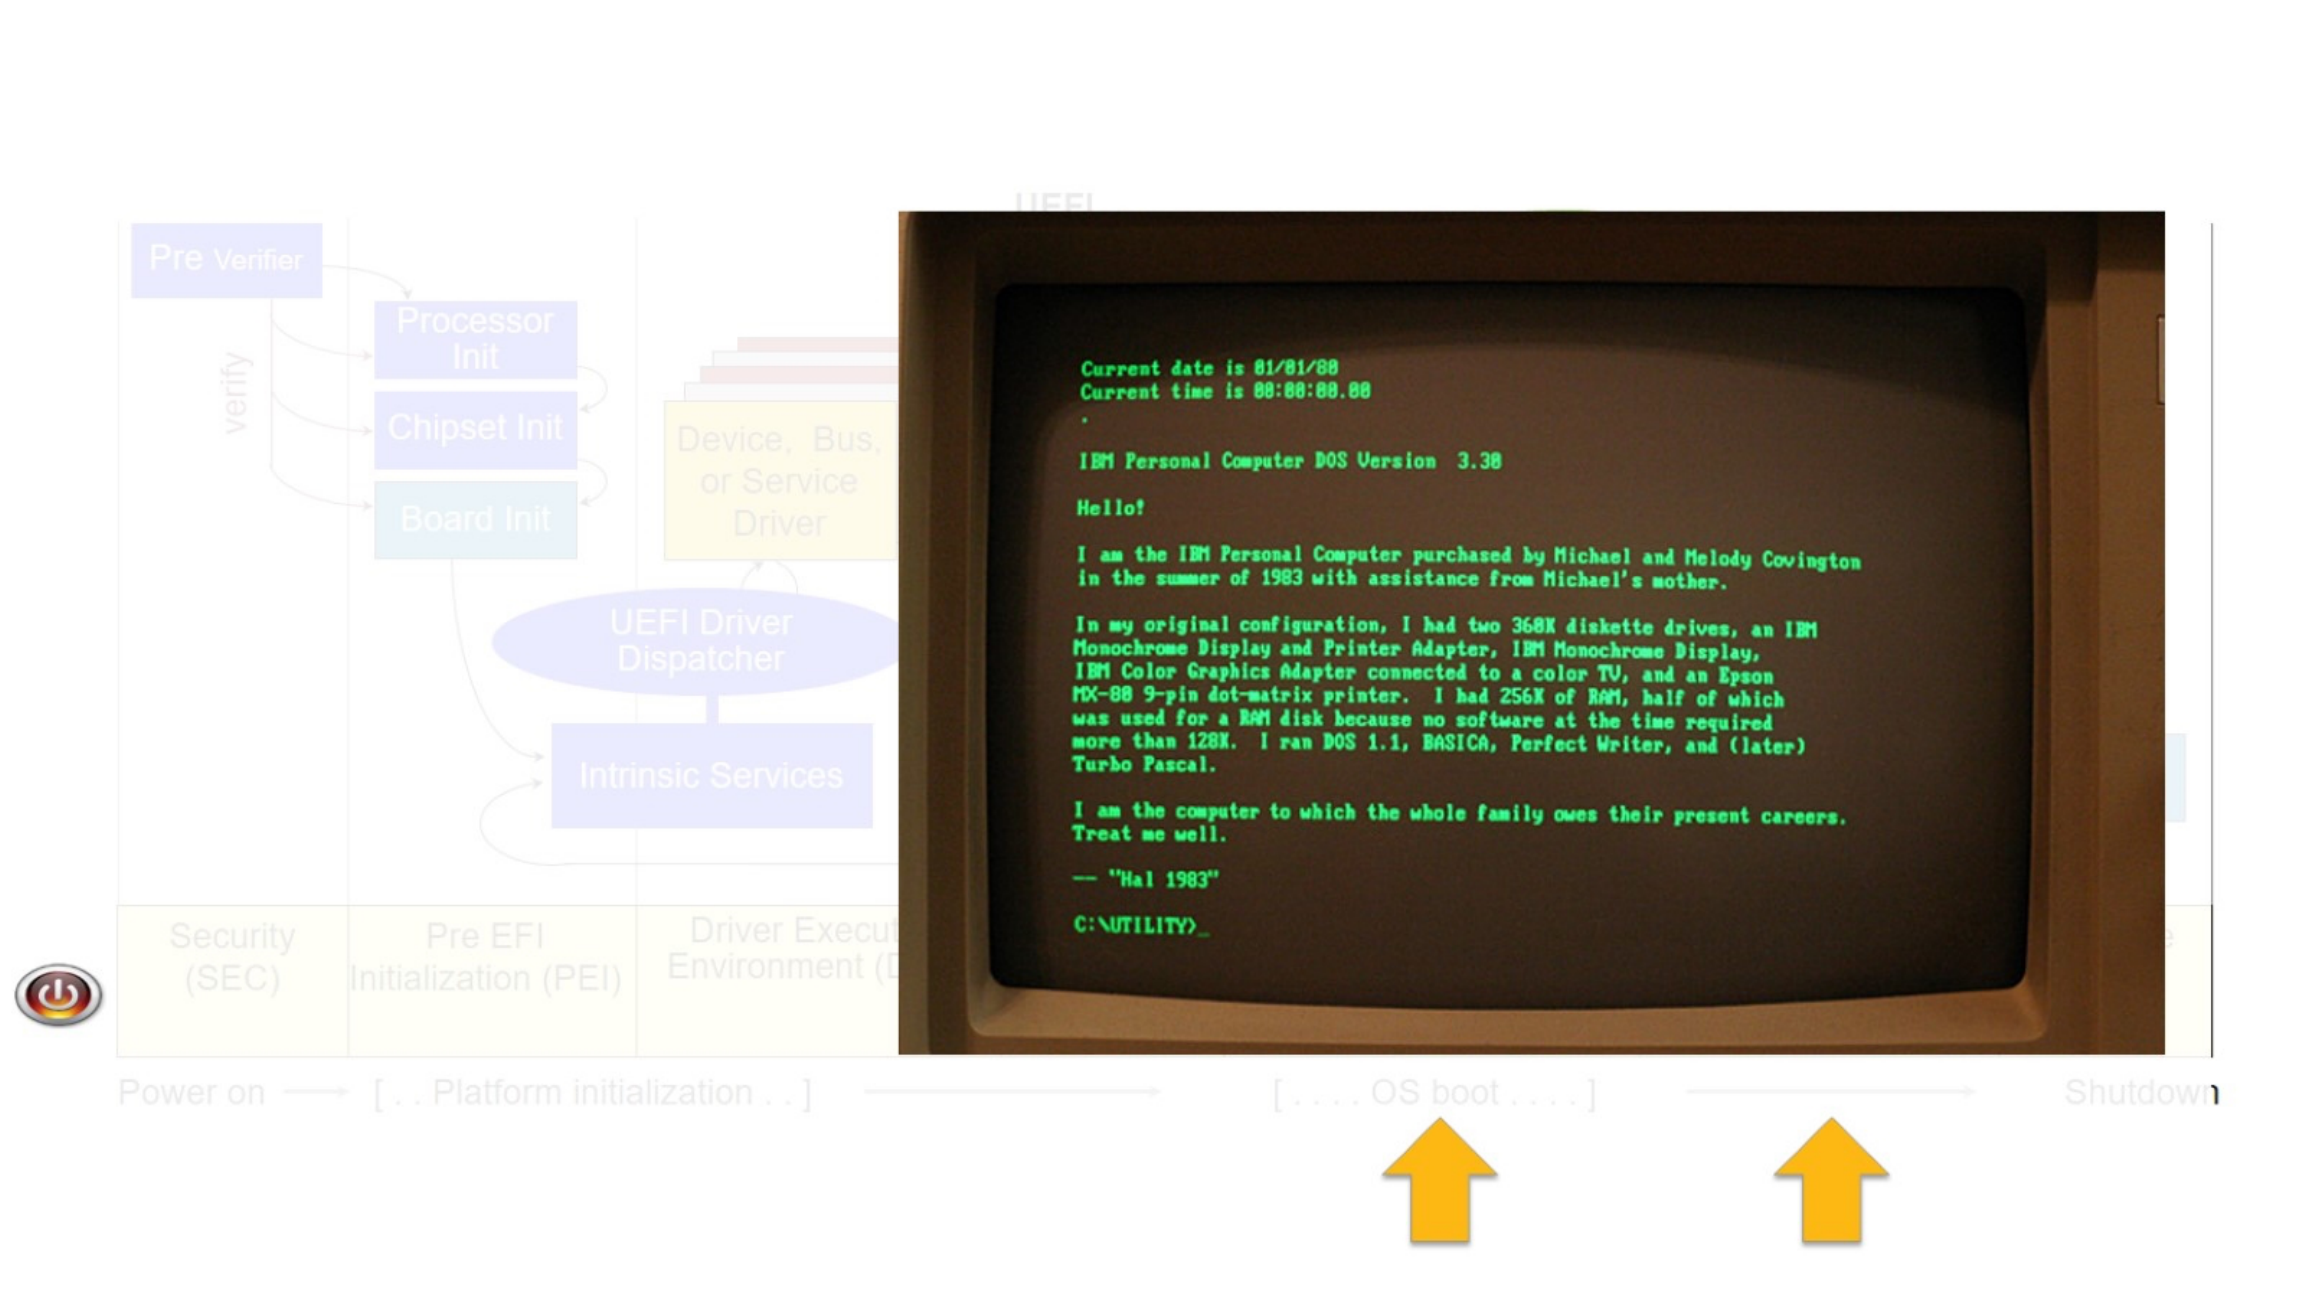 UEFI
Pre Verifier
verify
Processor
Init
Chipset Init
Board Init
Device, Bus,
or Service
Driver
UEFI Driver
Dispatcher
Intrinsic Services
Current date is 01/01/80
Current time is 00:00:00.00
.
IBM Personal Computer DOS Version 3.30
Hello!
I am the IBM Personal Computer purchased by Michael and Melody Covington
in the summer of 1983 with assistance from Michael's mother.
In my original configuration, I had two 360K diskette drives, an IBM
Monochrome Display and Printer Adapter, IBM Monochrome Display,
IBM Color Graphics Adapter connected to a color TV, and an Epson
MX-80 9-pin dot-matrix printer. I had 256K of RAM, half of which
was used for a RAM disk because no software at the time required
more than 128K. I ran DOS 1.1, BASICA, Perfect Writer, and (later)
Turbo Pascal.
I am the computer to which the whole family owes their present careers.
Treat me well.
-- "Hal 1983"
C:\UTILITY>_
Security
(SEC)
Pre EFI
Initialization (PEI)
Driver Execut
Environment (D
e
Power on
[ . . Platform initialization . . ]
[ . . . . OS boot . . . . ]
Shutdown